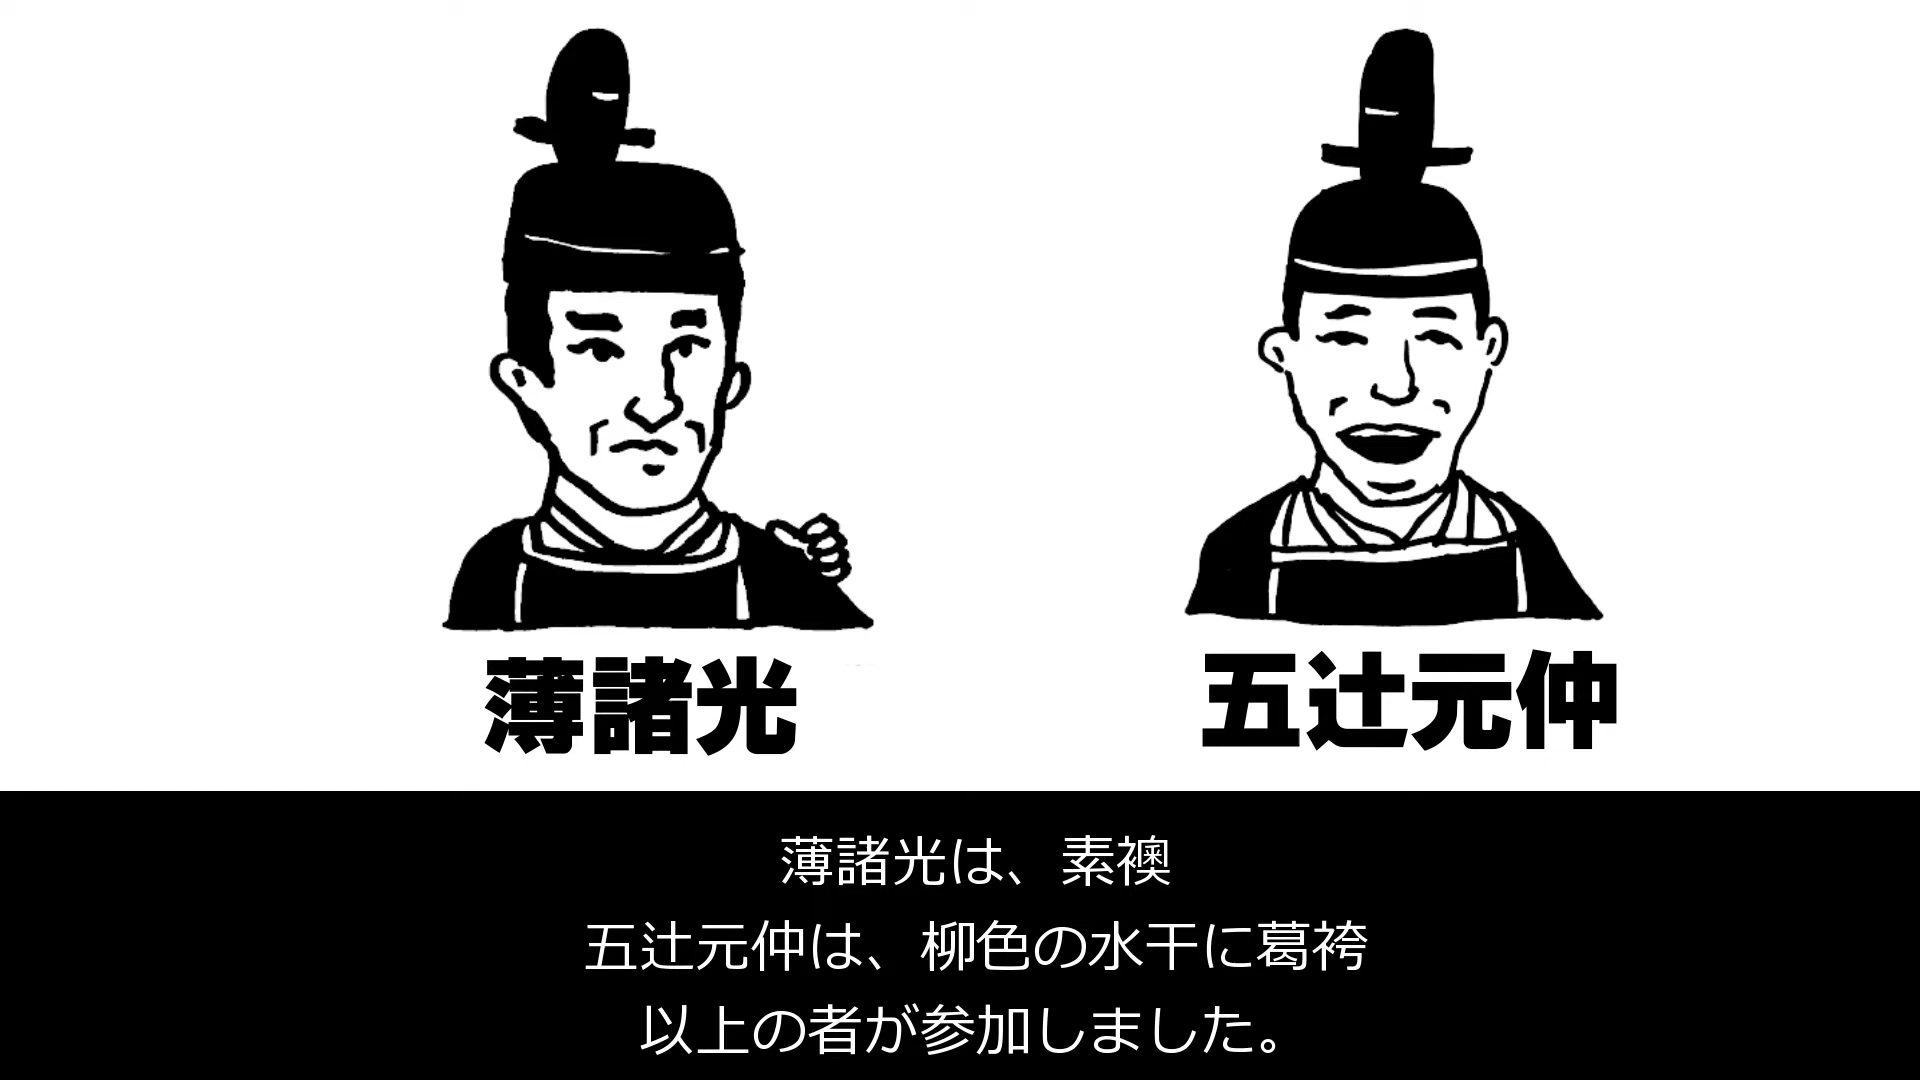 薄諸光
五辻元仲
薄諸光は、素襖
五辻元仲は、柳色の水干に葛袴
以上の者が参加しました。